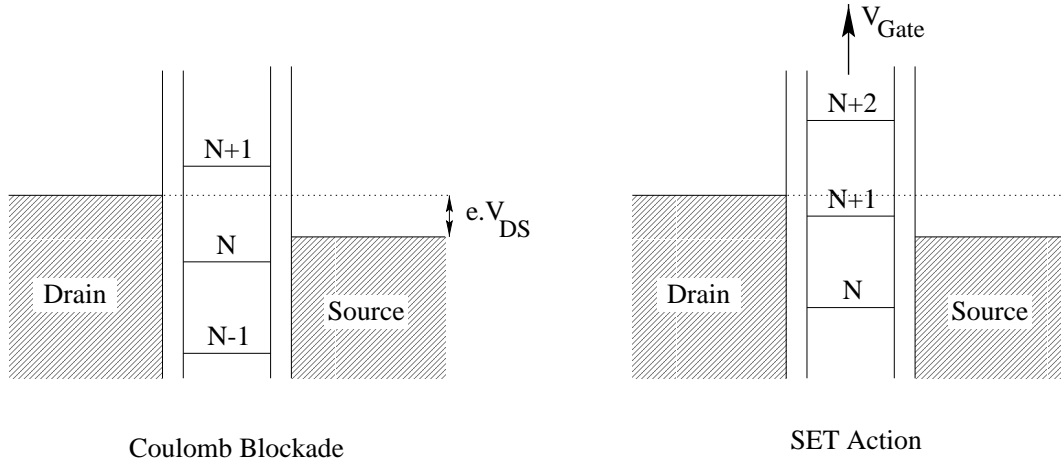 N+1
N
N-1
Drain
Source
e.V_DS
Coulomb Blockade
V_Gate
N+2
N+1
N
Drain
Source
SET Action